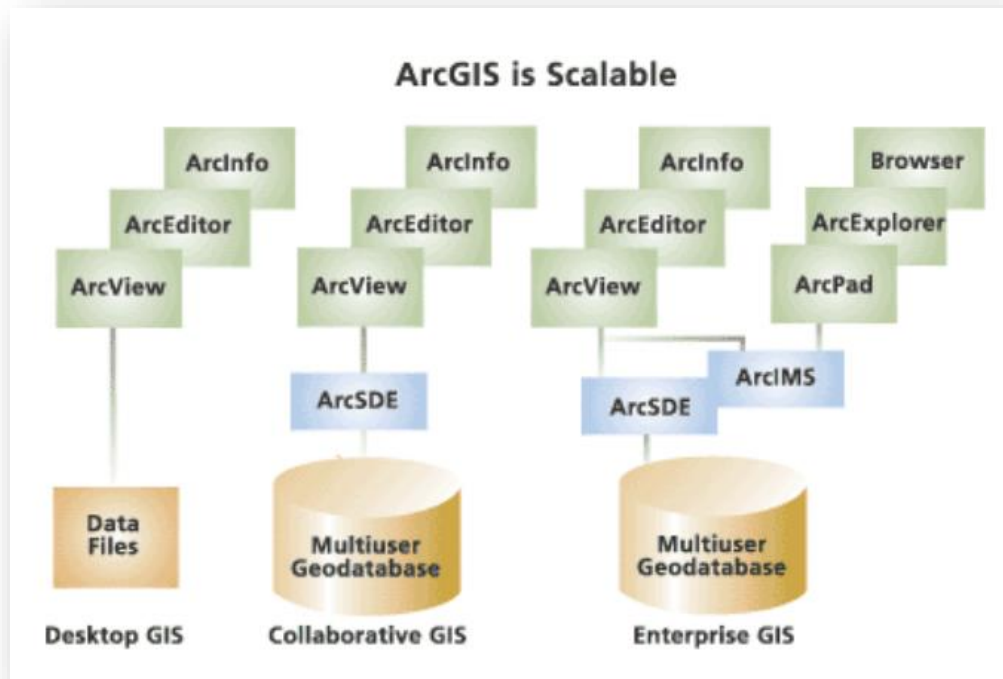 ArcGIS is Scalable
ArcInfo
ArcEditor
ArcView
ArcInfo
ArcEditor
ArcView
ArcInfo
ArcEditor
ArcView
Browser
ArcExplorer
ArcPad
ArcSDE
ArcSDE
ArcIMS
Data
Files
Multiuser
Geodatabase
Multiuser
Geodatabase
Desktop GIS
Collaborative GIS
Enterprise GIS